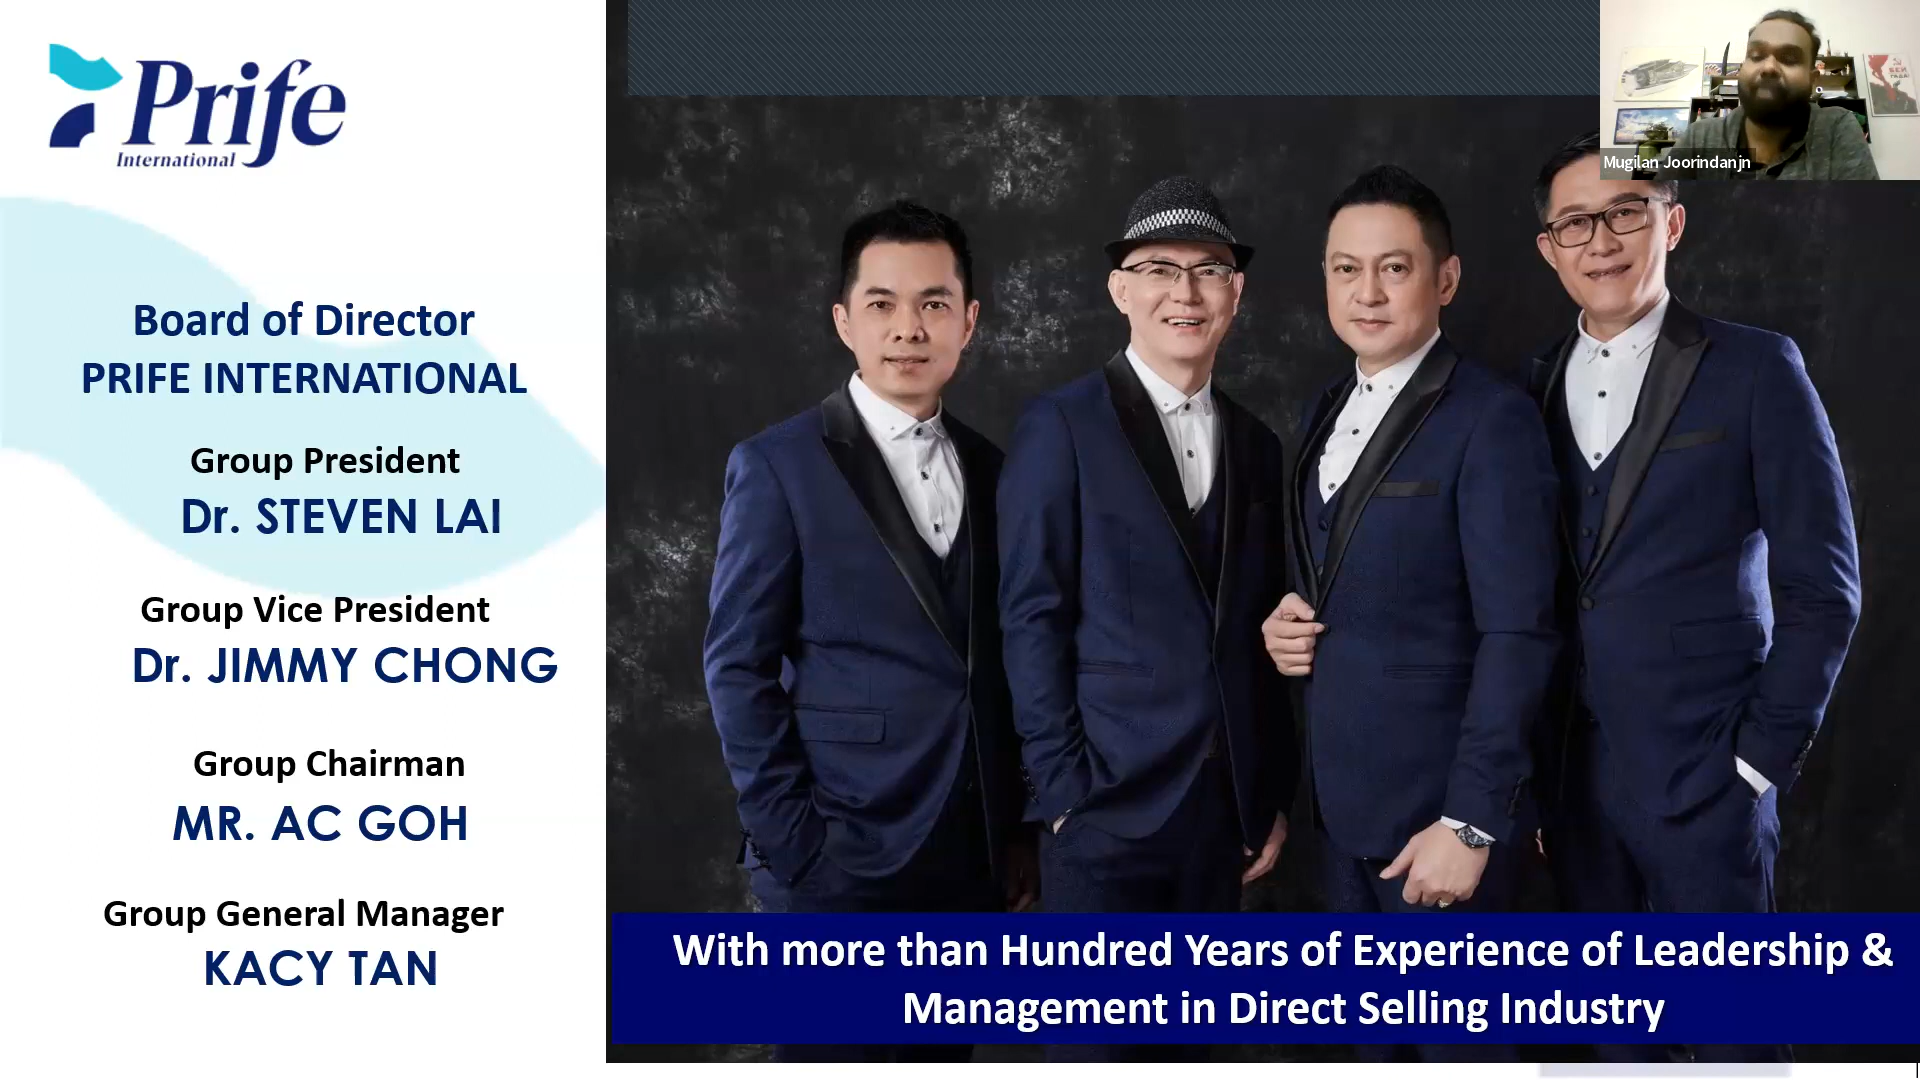 Prife
International
Board of Director
PRIFE INTERNATIONAL
Group President
Dr. STEVEN LAI
Group Vice President
Dr. JIMMY CHONG
Group Chairman
MR. AC GOH
Group General Manager
KACY TAN
Mugilan Joorindanjn
With more than Hundred Years of Experience of Leadership &
Management in Direct Selling Industry